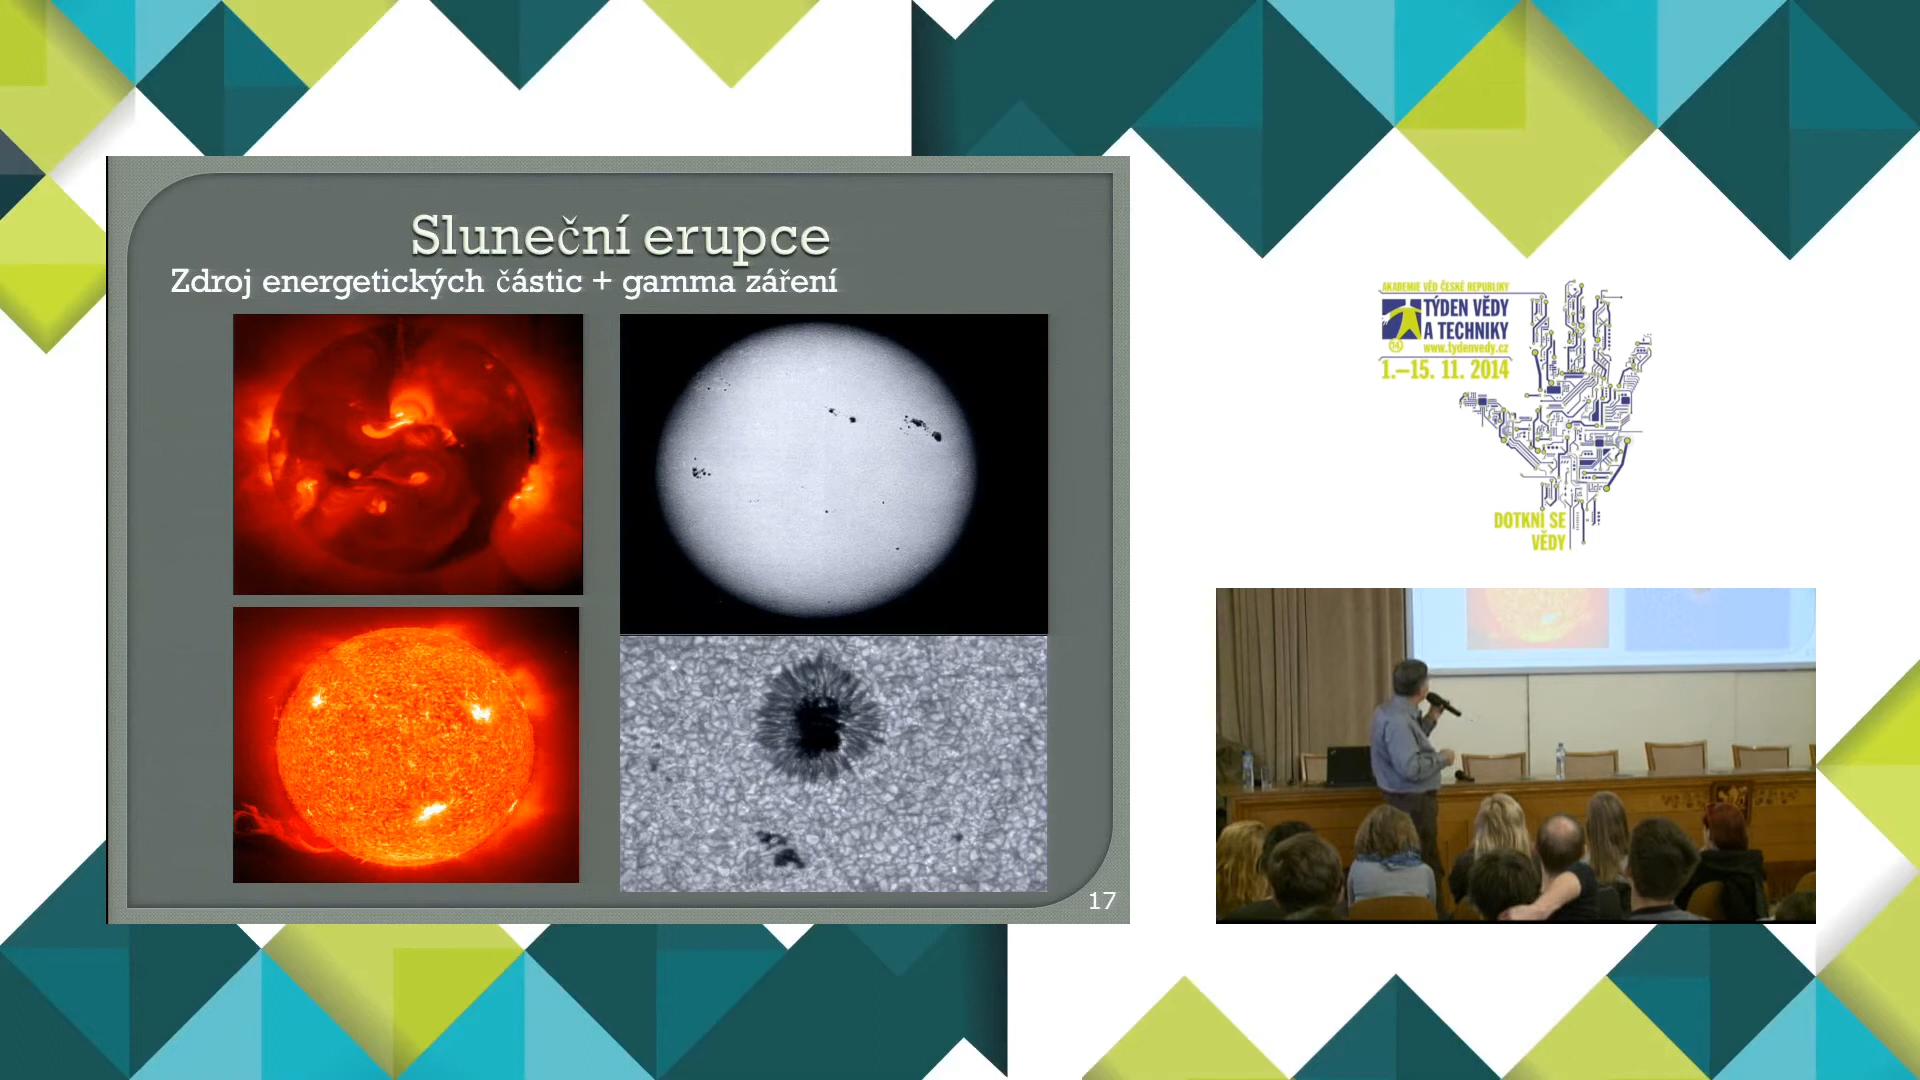 Sluneční erupce
Zdroj energetických částic + gamma záření
17
AKADEMIE VĚD ČESKÉ REPUBLIKY
TÝDEN VĚDY
A TECHNIKY
www.tydenvedy.cz
1.–15. 11. 2014
DOTKNI SE
VĚDY